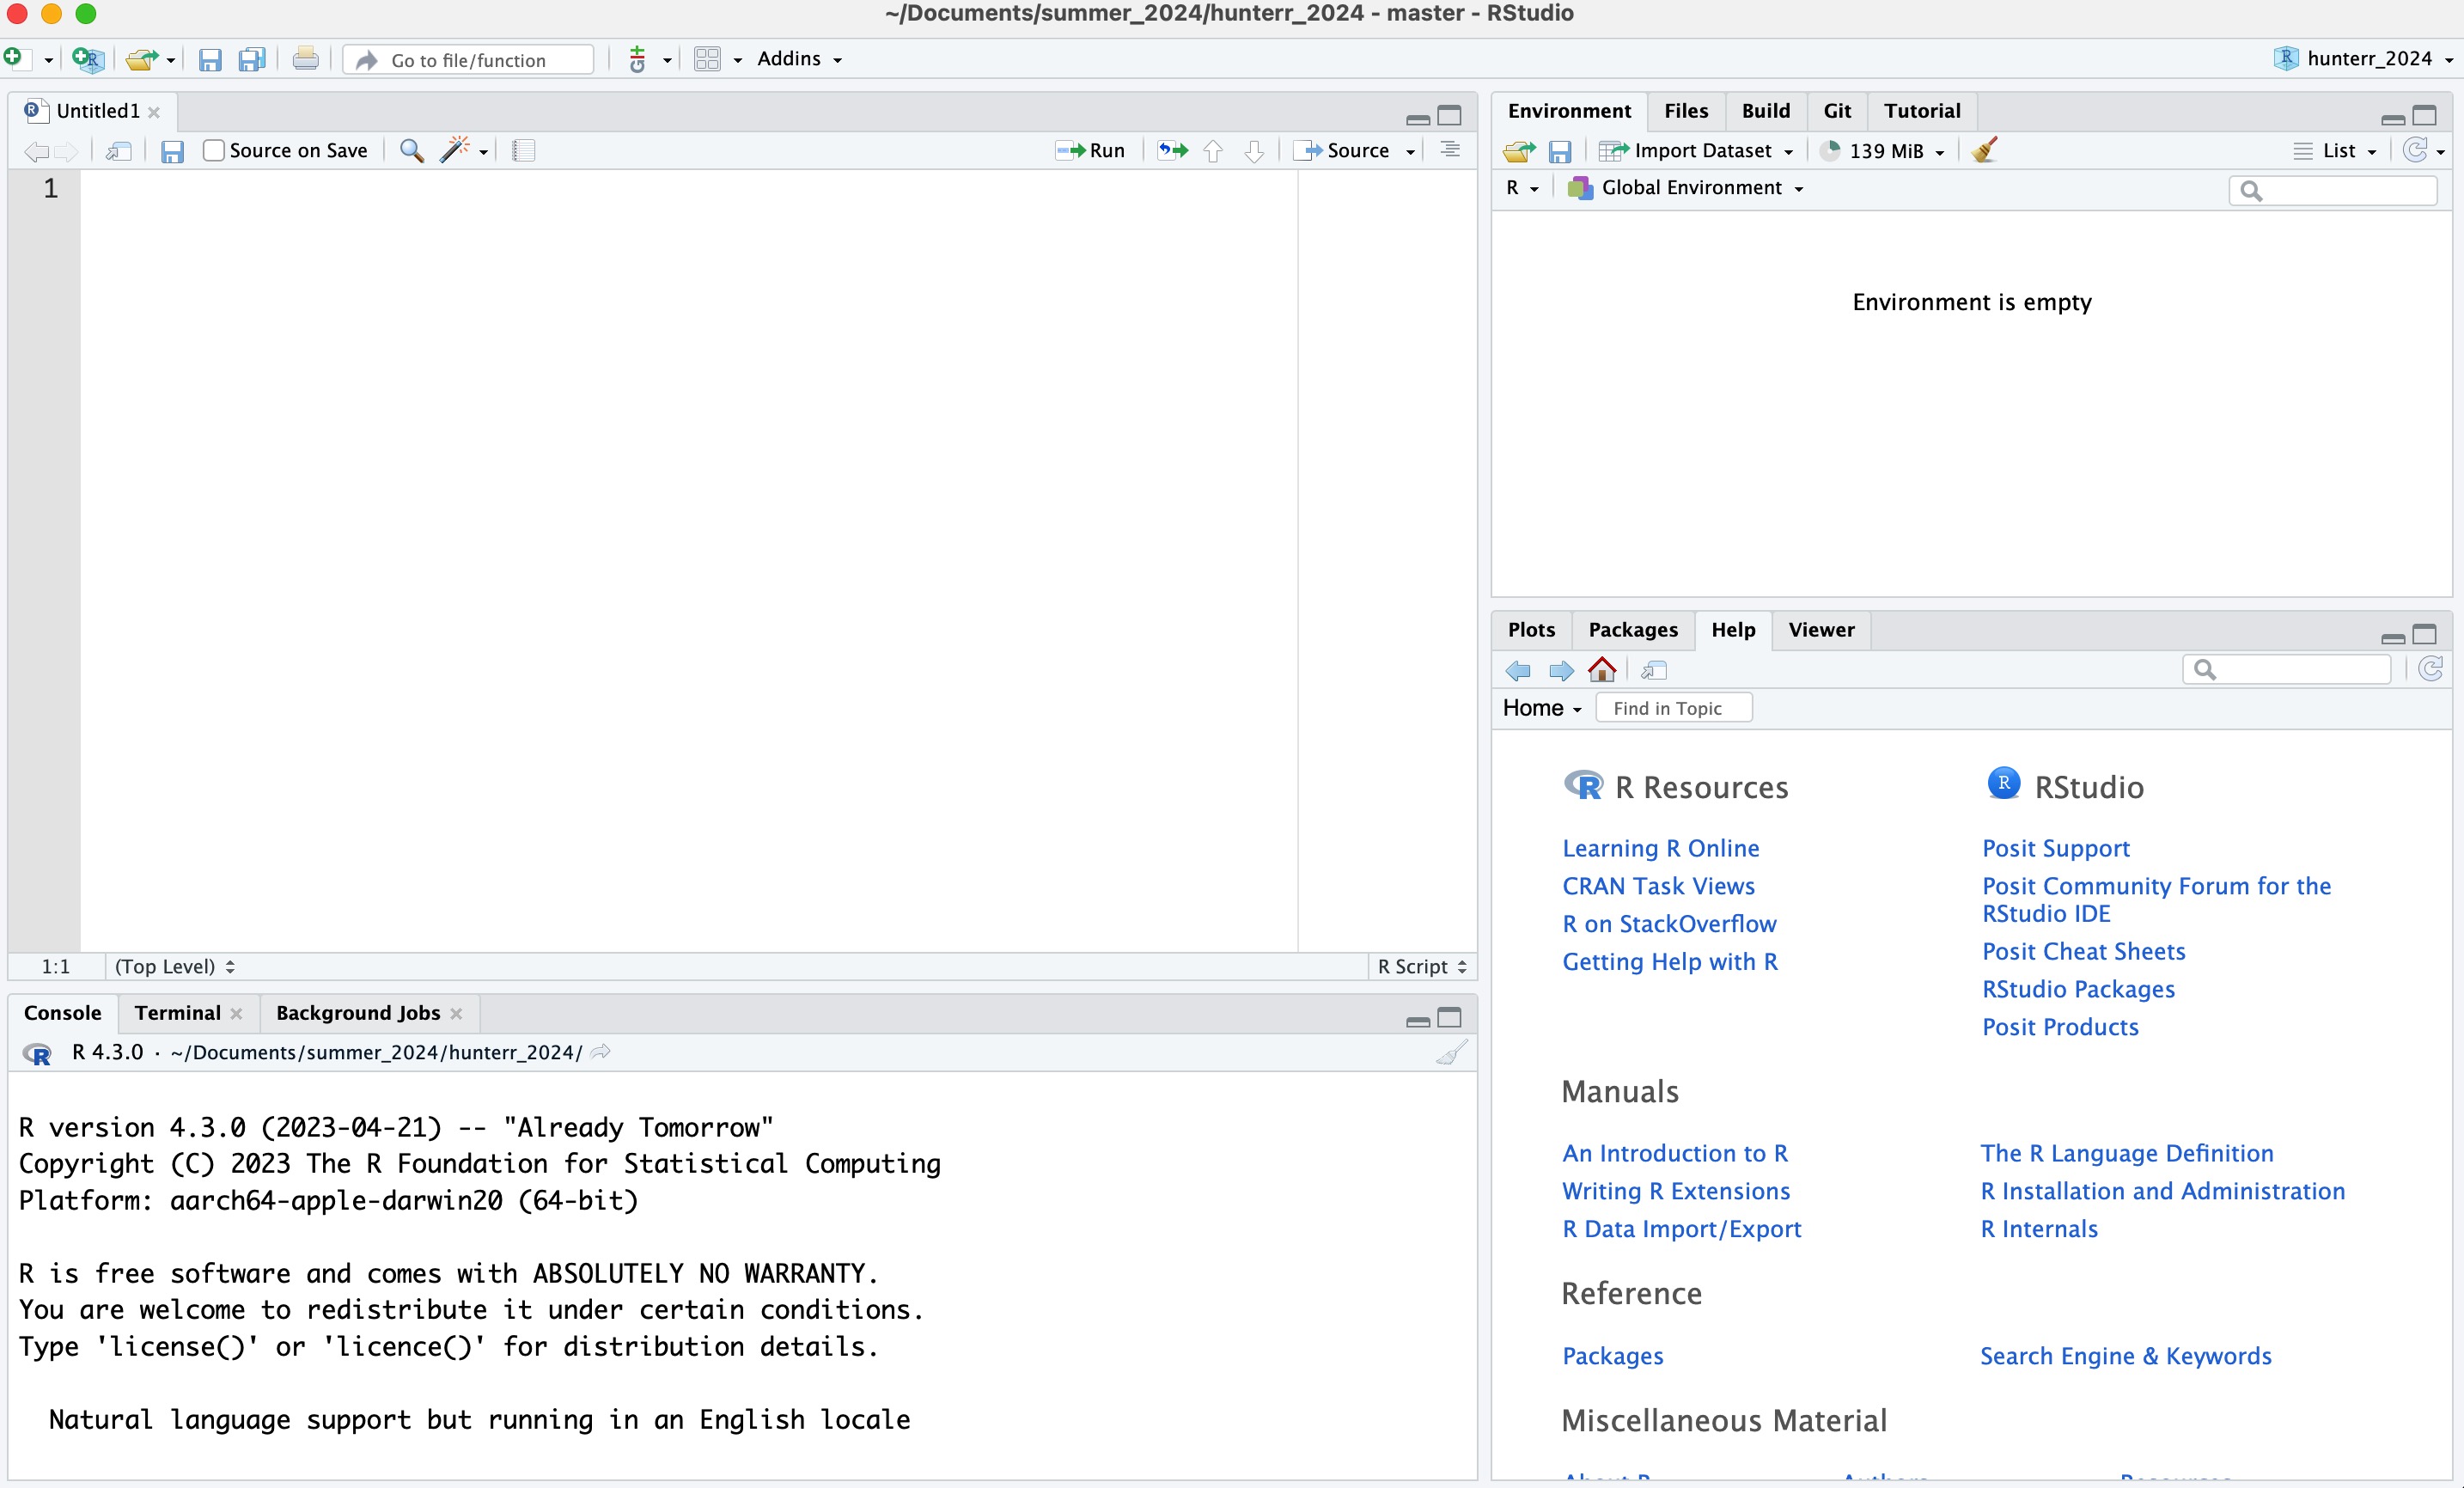 ~/Documents/summer_2024/hunterr_2024 - master - RStudio
Go to file/function
Git
Addins
hunterr_2024
Untitled1
Source on Save
Run
Source
1
1:1
(Top Level)
R Script
Console
Terminal
Background Jobs
R 4.3.0 · ~/Documents/summer_2024/hunterr_2024/
R version 4.3.0 (2023-04-21) -- "Already Tomorrow"
Copyright (C) 2023 The R Foundation for Statistical Computing
Platform: aarch64-apple-darwin20 (64-bit)
R is free software and comes with ABSOLUTELY NO WARRANTY.
You are welcome to redistribute it under certain conditions.
Type 'license()' or 'licence()' for distribution details.
Natural language support but running in an English locale
Environment
Files
Build
Git
Tutorial
Import Dataset
139 MiB
List
R
Global Environment
Environment is empty
Plots
Packages
Help
Viewer
Home
Find in Topic
R Resources
Learning R Online
CRAN Task Views
R on StackOverflow
Getting Help with R
RStudio
Posit Support
Posit Community Forum for the
RStudio IDE
Posit Cheat Sheets
RStudio Packages
Posit Products
Manuals
An Introduction to R
Writing R Extensions
R Data Import/Export
The R Language Definition
R Installation and Administration
R Internals
Reference
Packages
Search Engine & Keywords
Miscellaneous Material